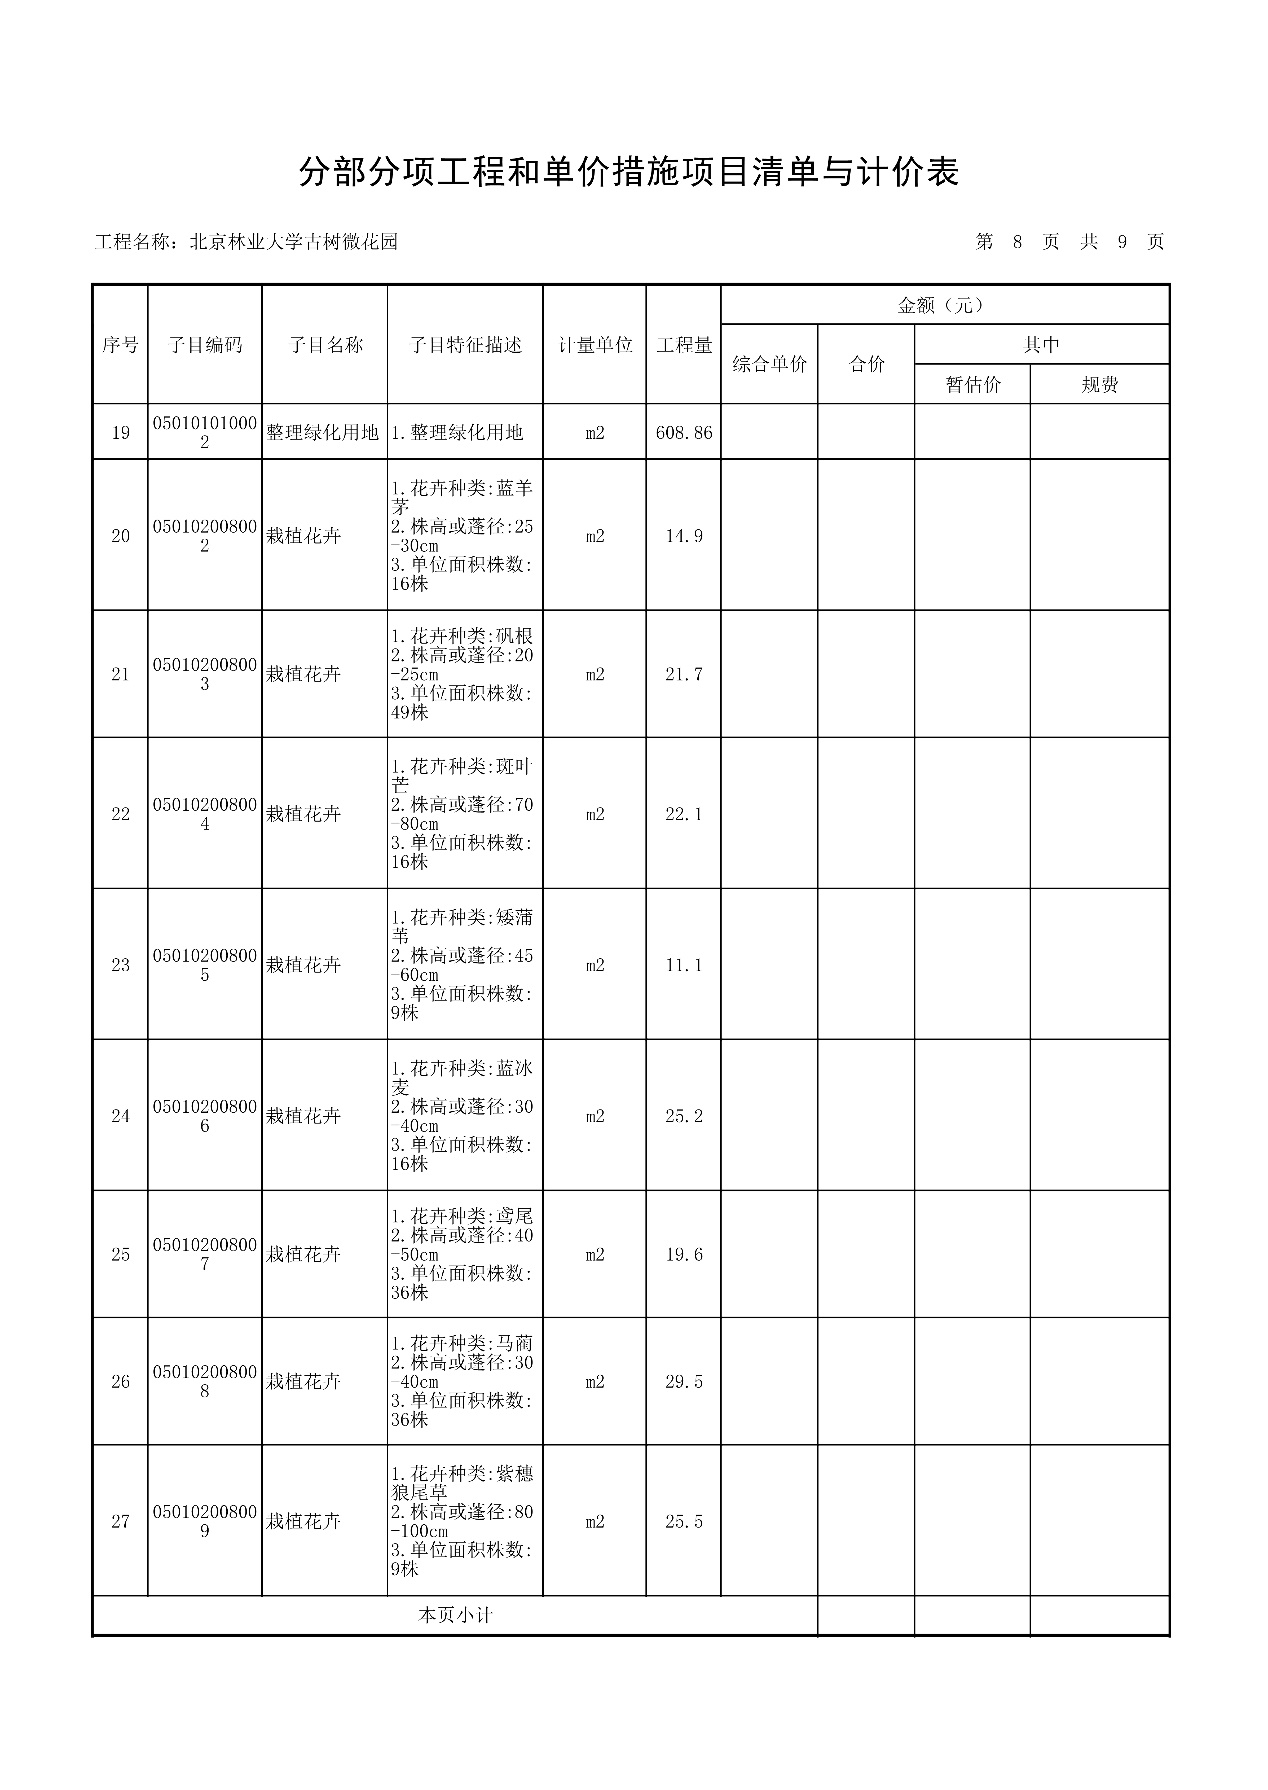 分部分项工程和单价措施项目清单与计价表
工程名称：北京林业大学古树微花园 第 8 页 共 9 页
金额（元）
序号 子目编码 子目名称 子目特征描述 计量单位 工程量 综合单价 合价 其中
暂估价 规费
19 05010101000
2 整理绿化用地 1.整理绿化用地 m2 608.86
20 05010200800
2 栽植花卉 1.花卉种类:蓝羊
茅
2.株高或蓬径:25
-30cm
3.单位面积株数:
16株 m2 14.9
21 05010200800
3 栽植花卉 1.花卉种类:矾根
2.株高或蓬径:20
-25cm
3.单位面积株数:
49株 m2 21.7
22 05010200800
4 栽植花卉 1.花卉种类:斑叶
芒
2.株高或蓬径:70
-80cm
3.单位面积株数:
16株 m2 22.1
23 05010200800
5 栽植花卉 1.花卉种类:矮蒲
苇
2.株高或蓬径:45
-60cm
3.单位面积株数:
9株 m2 11.1
24 05010200800
6 栽植花卉 1.花卉种类:蓝冰
麦
2.株高或蓬径:30
-40cm
3.单位面积株数:
16株 m2 25.2
25 05010200800
7 栽植花卉 1.花卉种类:鸢尾
2.株高或蓬径:40
-50cm
3.单位面积株数:
36株 m2 19.6
26 05010200800
8 栽植花卉 1.花卉种类:马蔺
2.株高或蓬径:30
-40cm
3.单位面积株数:
36株 m2 29.5
27 05010200800
9 栽植花卉 1.花卉种类:紫穗
狼尾草
2.株高或蓬径:80
-100cm
3.单位面积株数:
9株 m2 25.5
本页小计